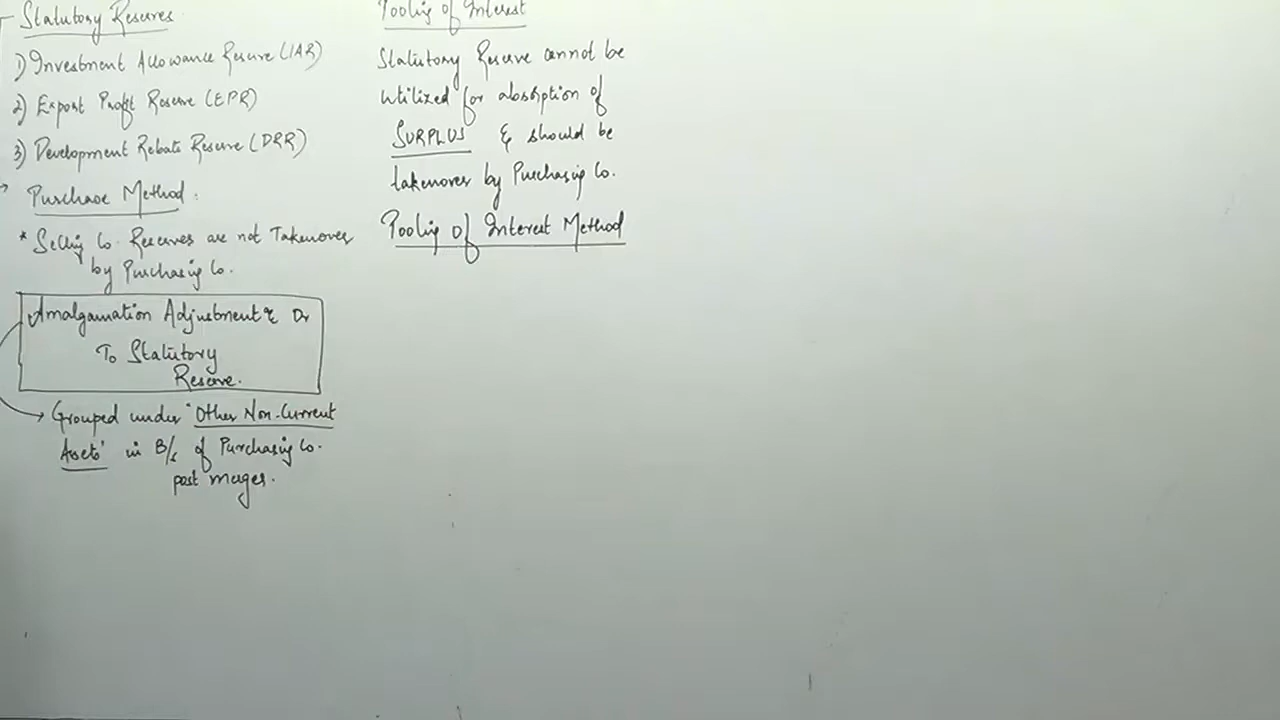 Statutory Reserves
1) Investment Allowance Reserve (IAR)
2) Export Profit Reserve (EPR)
3) Development Rebate Reserve (DRR)
Purchase Method.
* Selling Co. Reserves are not Takenover
by Purchasing Co.
Amalgamation Adjustment Dr
To Statutory
Reserve.
Grouped under "Other Non-Current
Assets' in B/s of Purchasing Co.
post merger.
Pooling of Interest
Statutory Reserve cannot be
utilized for absorption of
SURPLUS & should be
takenover by Purchasing Co.
Pooling Of Interest Method